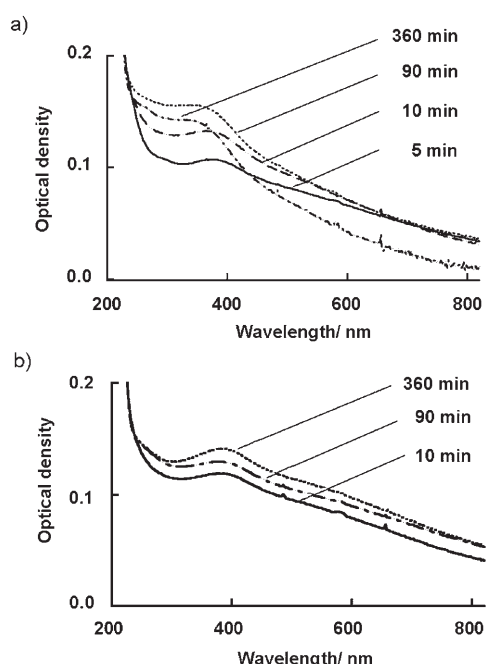 a)
0.2
360 min
90 min
10 min
5 min
0.1
Optical density
0.0
200 400 600 800
Wavelength/ nm
b)
0.2
360 min
90 min
10 min
0.1
Optical density
0.0
200 400 600 800
Wavelength/ nm